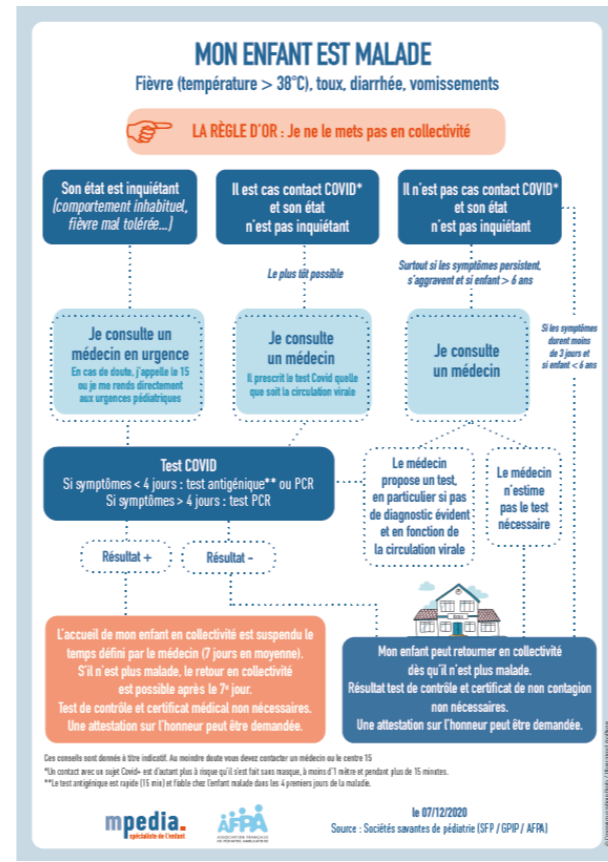 MON ENFANT EST MALADE
Fièvre (température > 38°C), toux, diarrhée, vomissements
LA RÈGLE D'OR : Je ne le mets pas en collectivité
Son état est inquiétant
(comportement inhabituel,
fièvre mal tolérée...)
Il est cas contact COVID*
et son état
n'est pas inquiétant
Il n'est pas cas contact COVID*
et son état
n'est pas inquiétant
Le plus tôt possible
Surtout si les symptômes persistent,
s'aggravent et si enfant > 6 ans
Si les symptômes
durent moins
de 3 jours et
si enfant < 6 ans
Je consulte un
médecin en urgence
En cas de doute, j'appelle le 15
ou je me rends directement
aux urgences pédiatriques
Je consulte
un médecin
Il prescrit le test Covid quelle
que soit la circulation virale
Je consulte
un médecin
Test COVID
Si symptômes < 4 jours : test antigénique** ou PCR
Si symptômes > 4 jours : test PCR
Le médecin
propose un test,
en particulier si pas
de diagnostic évident
et en fonction de
la circulation virale
Le médecin
n'estime
pas le test
nécessaire
Résultat +
Résultat -
L'accueil de mon enfant en collectivité est suspendu le
temps défini par le médecin (7 jours en moyenne).
S'il n'est plus malade, le retour en collectivité
est possible après le 7e jour.
Test de contrôle et certificat médical non nécessaires.
Une attestation sur l'honneur peut être demandée.
Mon enfant peut retourner en collectivité
dès qu'il n'est plus malade.
Résultat test de contrôle et certificat de non contagion
non nécessaires.
Une attestation sur l'honneur peut être demandée.
Ces conseils sont donnés à titre indicatif. Au moindre doute vous devez contacter un médecin ou le centre 15
*Un contact avec un sujet Covid+ est d'autant plus à risque qu'il s'est fait sans masque, à moins d'1 mètre et pendant plus de 15 minutes.
**Le test antigénique est rapide (15 min) et fiable chez l'enfant malade dans les 4 premiers jours de la maladie.
mpedia.
spécialiste de l'enfant
AFPA
ASSOCIATION FRANÇAISE
DE PÉDIATRIE AMBULATOIRE
le 07/12/2020
Source : Sociétés savantes de pédiatrie (SFP / GPIP / AFPA)